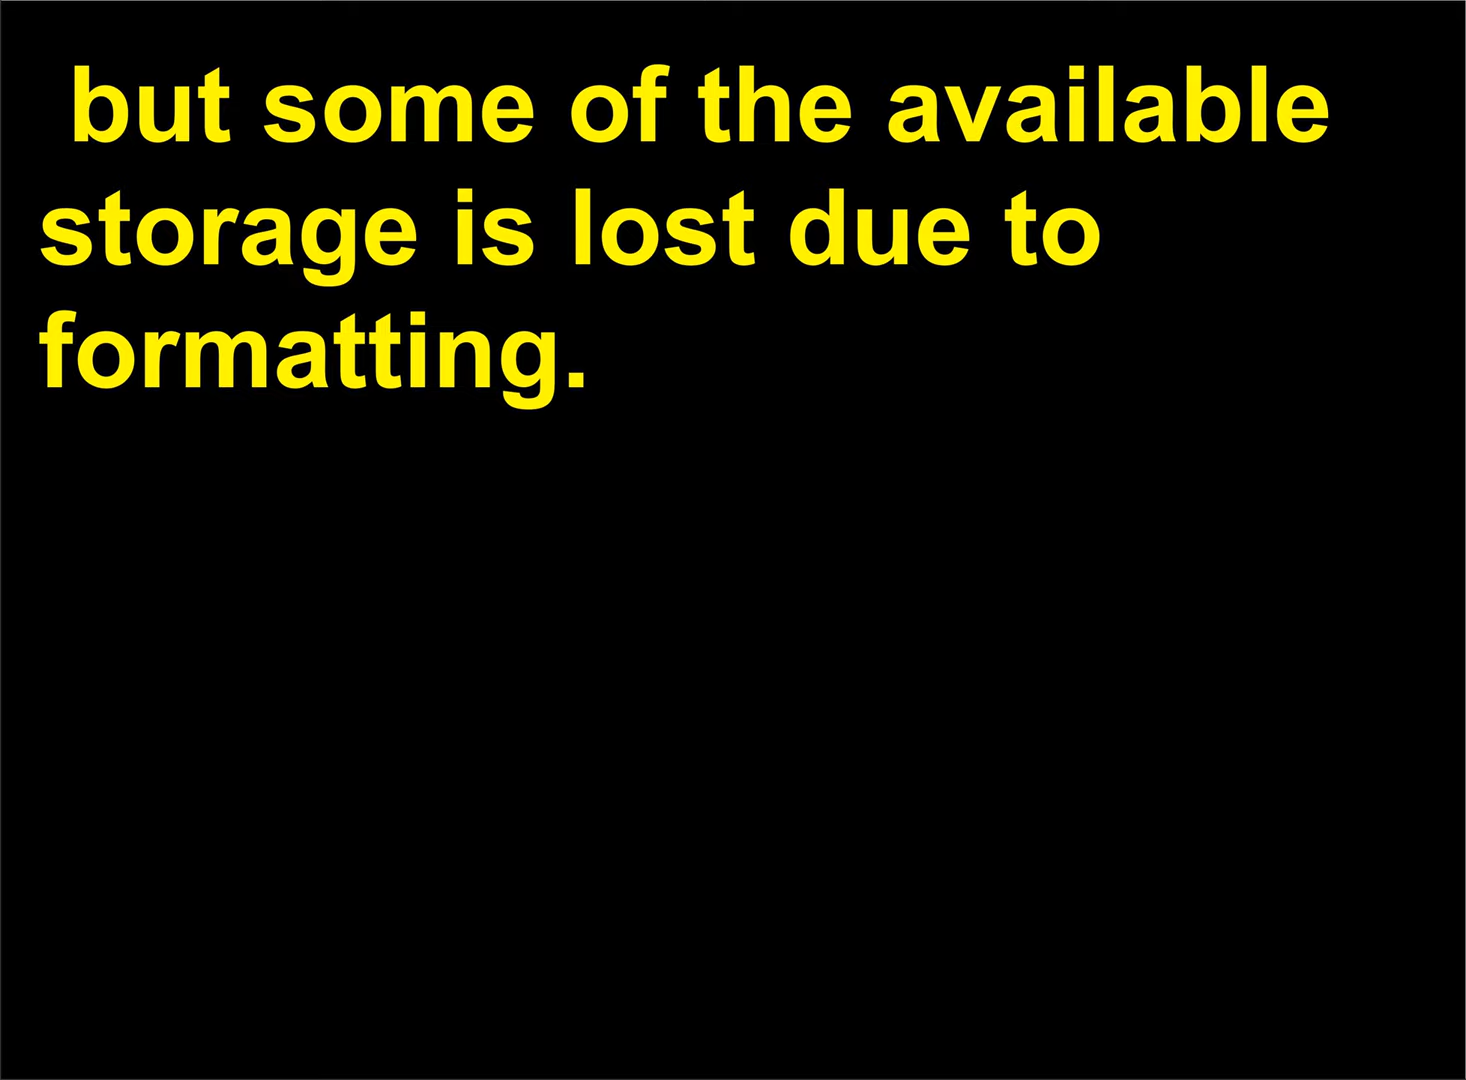 but some of the available
storage is lost due to
formatting.